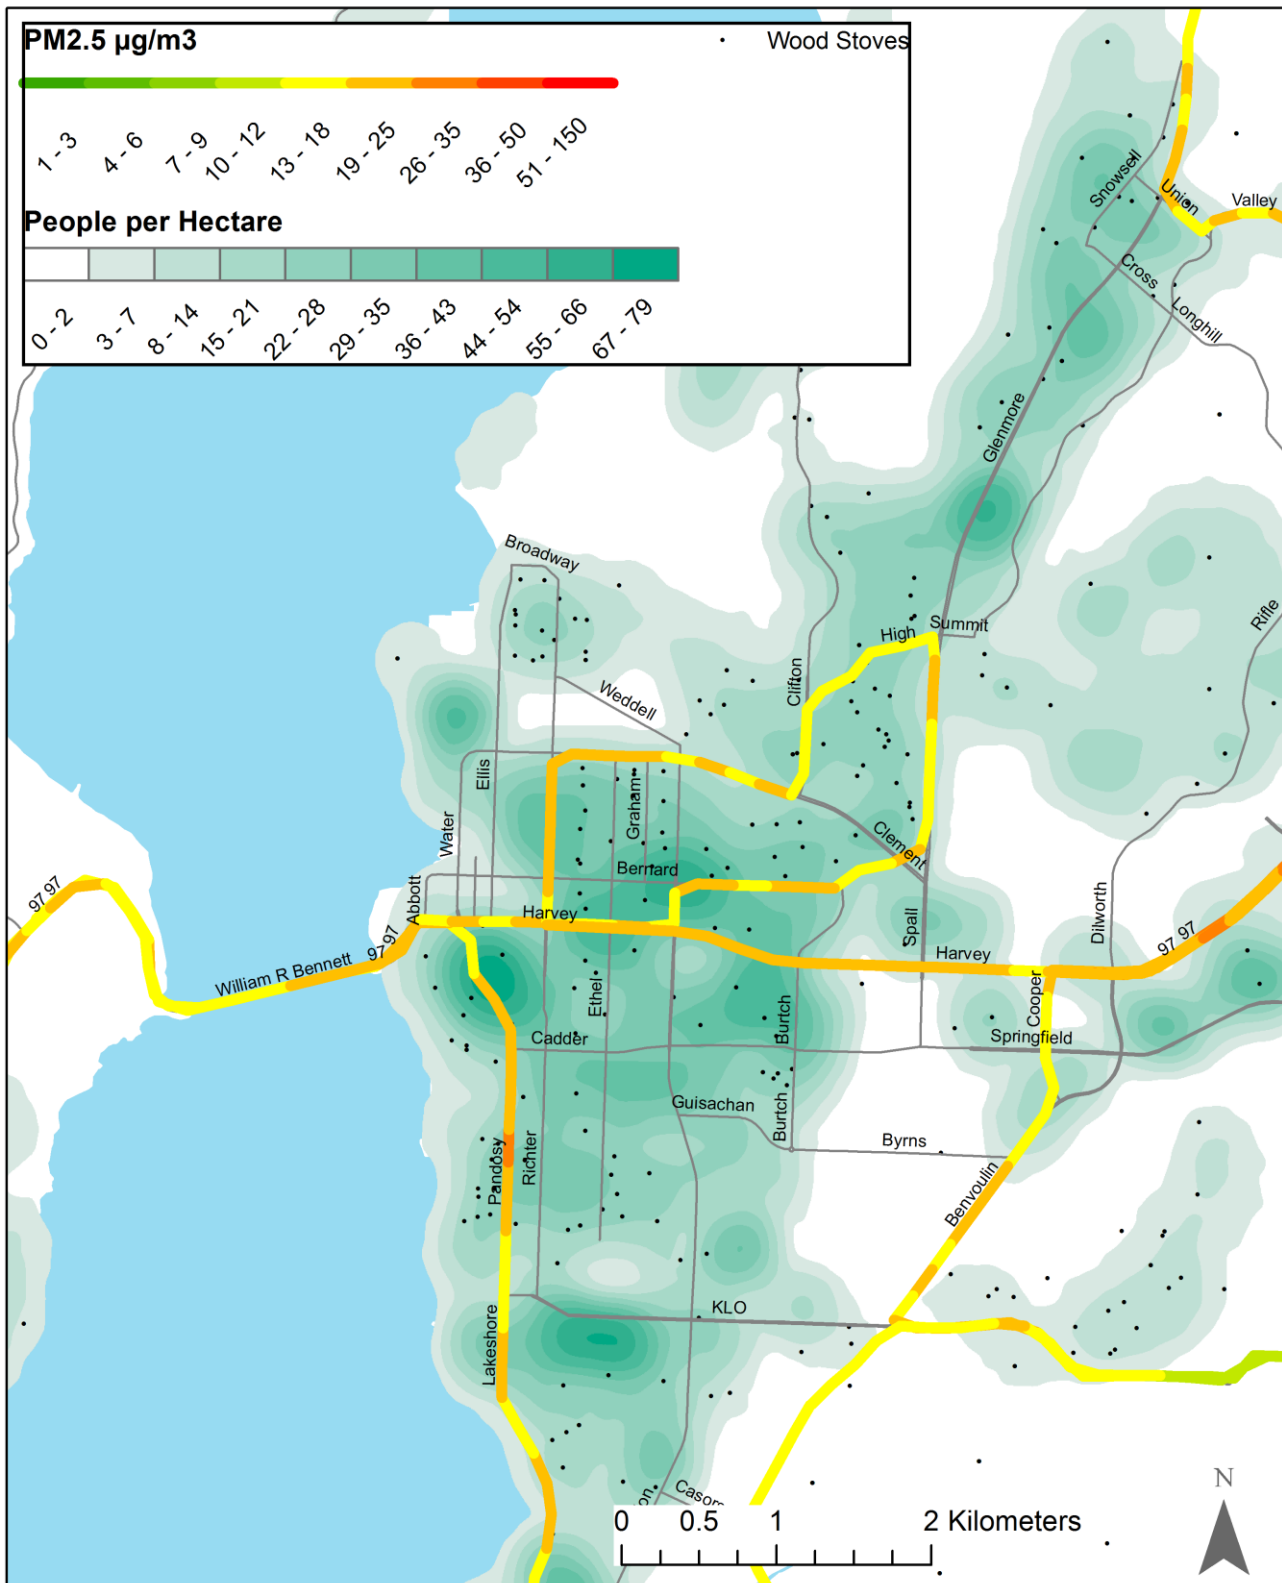 PM2.5 µg/m3
Wood Stoves
1 - 3
4 - 6
7 - 9
10 - 12
13 - 18
19 - 25
26 - 35
36 - 50
51 - 150
People per Hectare
0 - 2
3 - 7
8 - 14
15 - 21
22 - 28
29 - 35
36 - 43
44 - 54
55 - 66
67 - 79
Snowsell
Union
Valley
Cross
Longhill
Glenmore
Broadway
Rifle
High
Summit
Clifton
Weddell
Ellis
Graham
Water
Clement
Bernard
Abbott
Harvey
Spall
Dilworth
97 97
97 97
97 97
William R Bennett
Harvey
Ethel
Burtch
Cooper
Cadder
Springfield
Guisachan
Burtch
Byrns
Pandosy
Richter
Benvoulin
KLO
Lakeshore
N
on
Casor
0 0.5 1 2 Kilometers